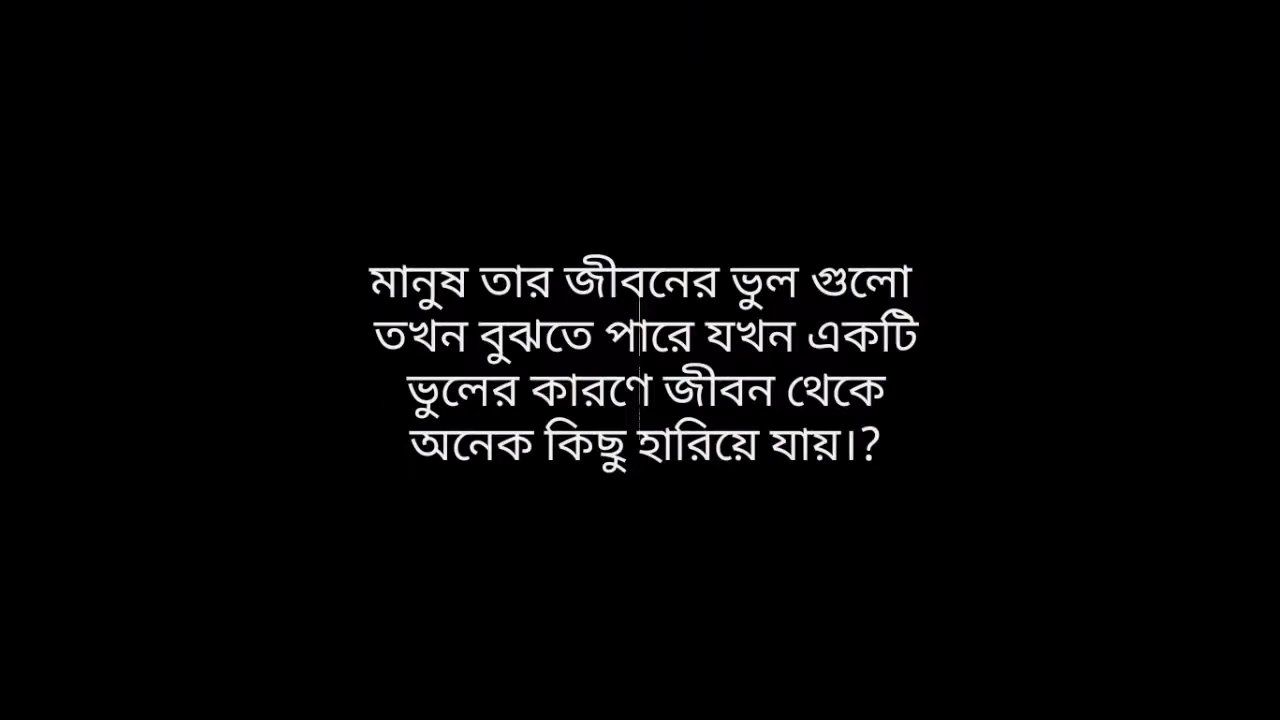 মানুষ তার জীবনের ভুল গুলো
তখন বুঝতে পারে যখন একটি
ভুলের কারণে জীবন থেকে
অনেক কিছু হারিয়ে যায়।?